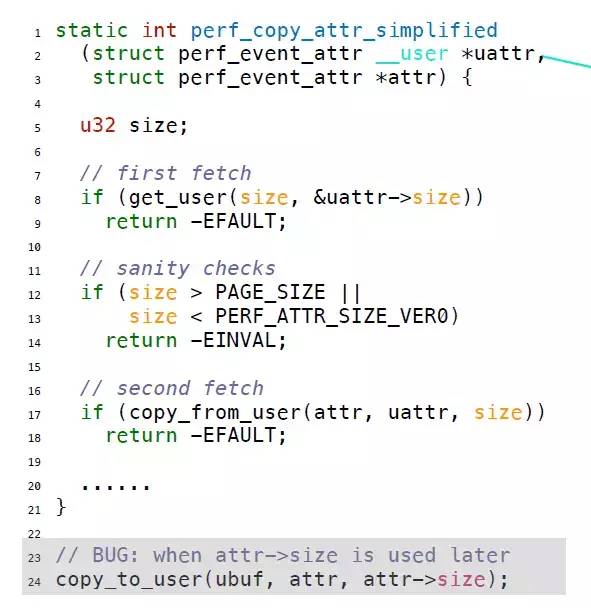 1 static int perf_copy_attr_simplified
2 (struct perf_event_attr __user *uattr,
3 struct perf_event_attr *attr) {
4
5 u32 size;
6
7 // first fetch
8 if (get_user(size, &uattr->size))
9 return -EFAULT;
10
11 // sanity checks
12 if (size > PAGE_SIZE ||
13 size < PERF_ATTR_SIZE_VER0)
14 return -EINVAL;
15
16 // second fetch
17 if (copy_from_user(attr, uattr, size))
18 return -EFAULT;
19
20 ......
21 }
22
23 // BUG: when attr->size is used later
24 copy_to_user(ubuf, attr, attr->size);